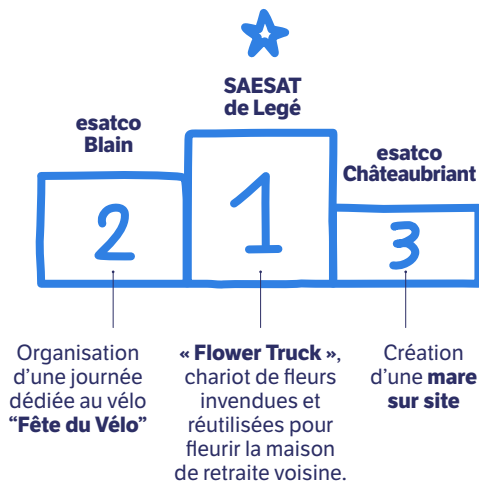 SAESAT
de Legé
esatco
Blain
esatco
Châteaubriant
2
1
3
Organisation
d'une journée
dédiée au vélo
“Fête du Vélo”
« Flower Truck »,
chariot de fleurs
invendues et
réutilisées pour
fleurir la maison
de retraite voisine.
Création
d'une mare
sur site